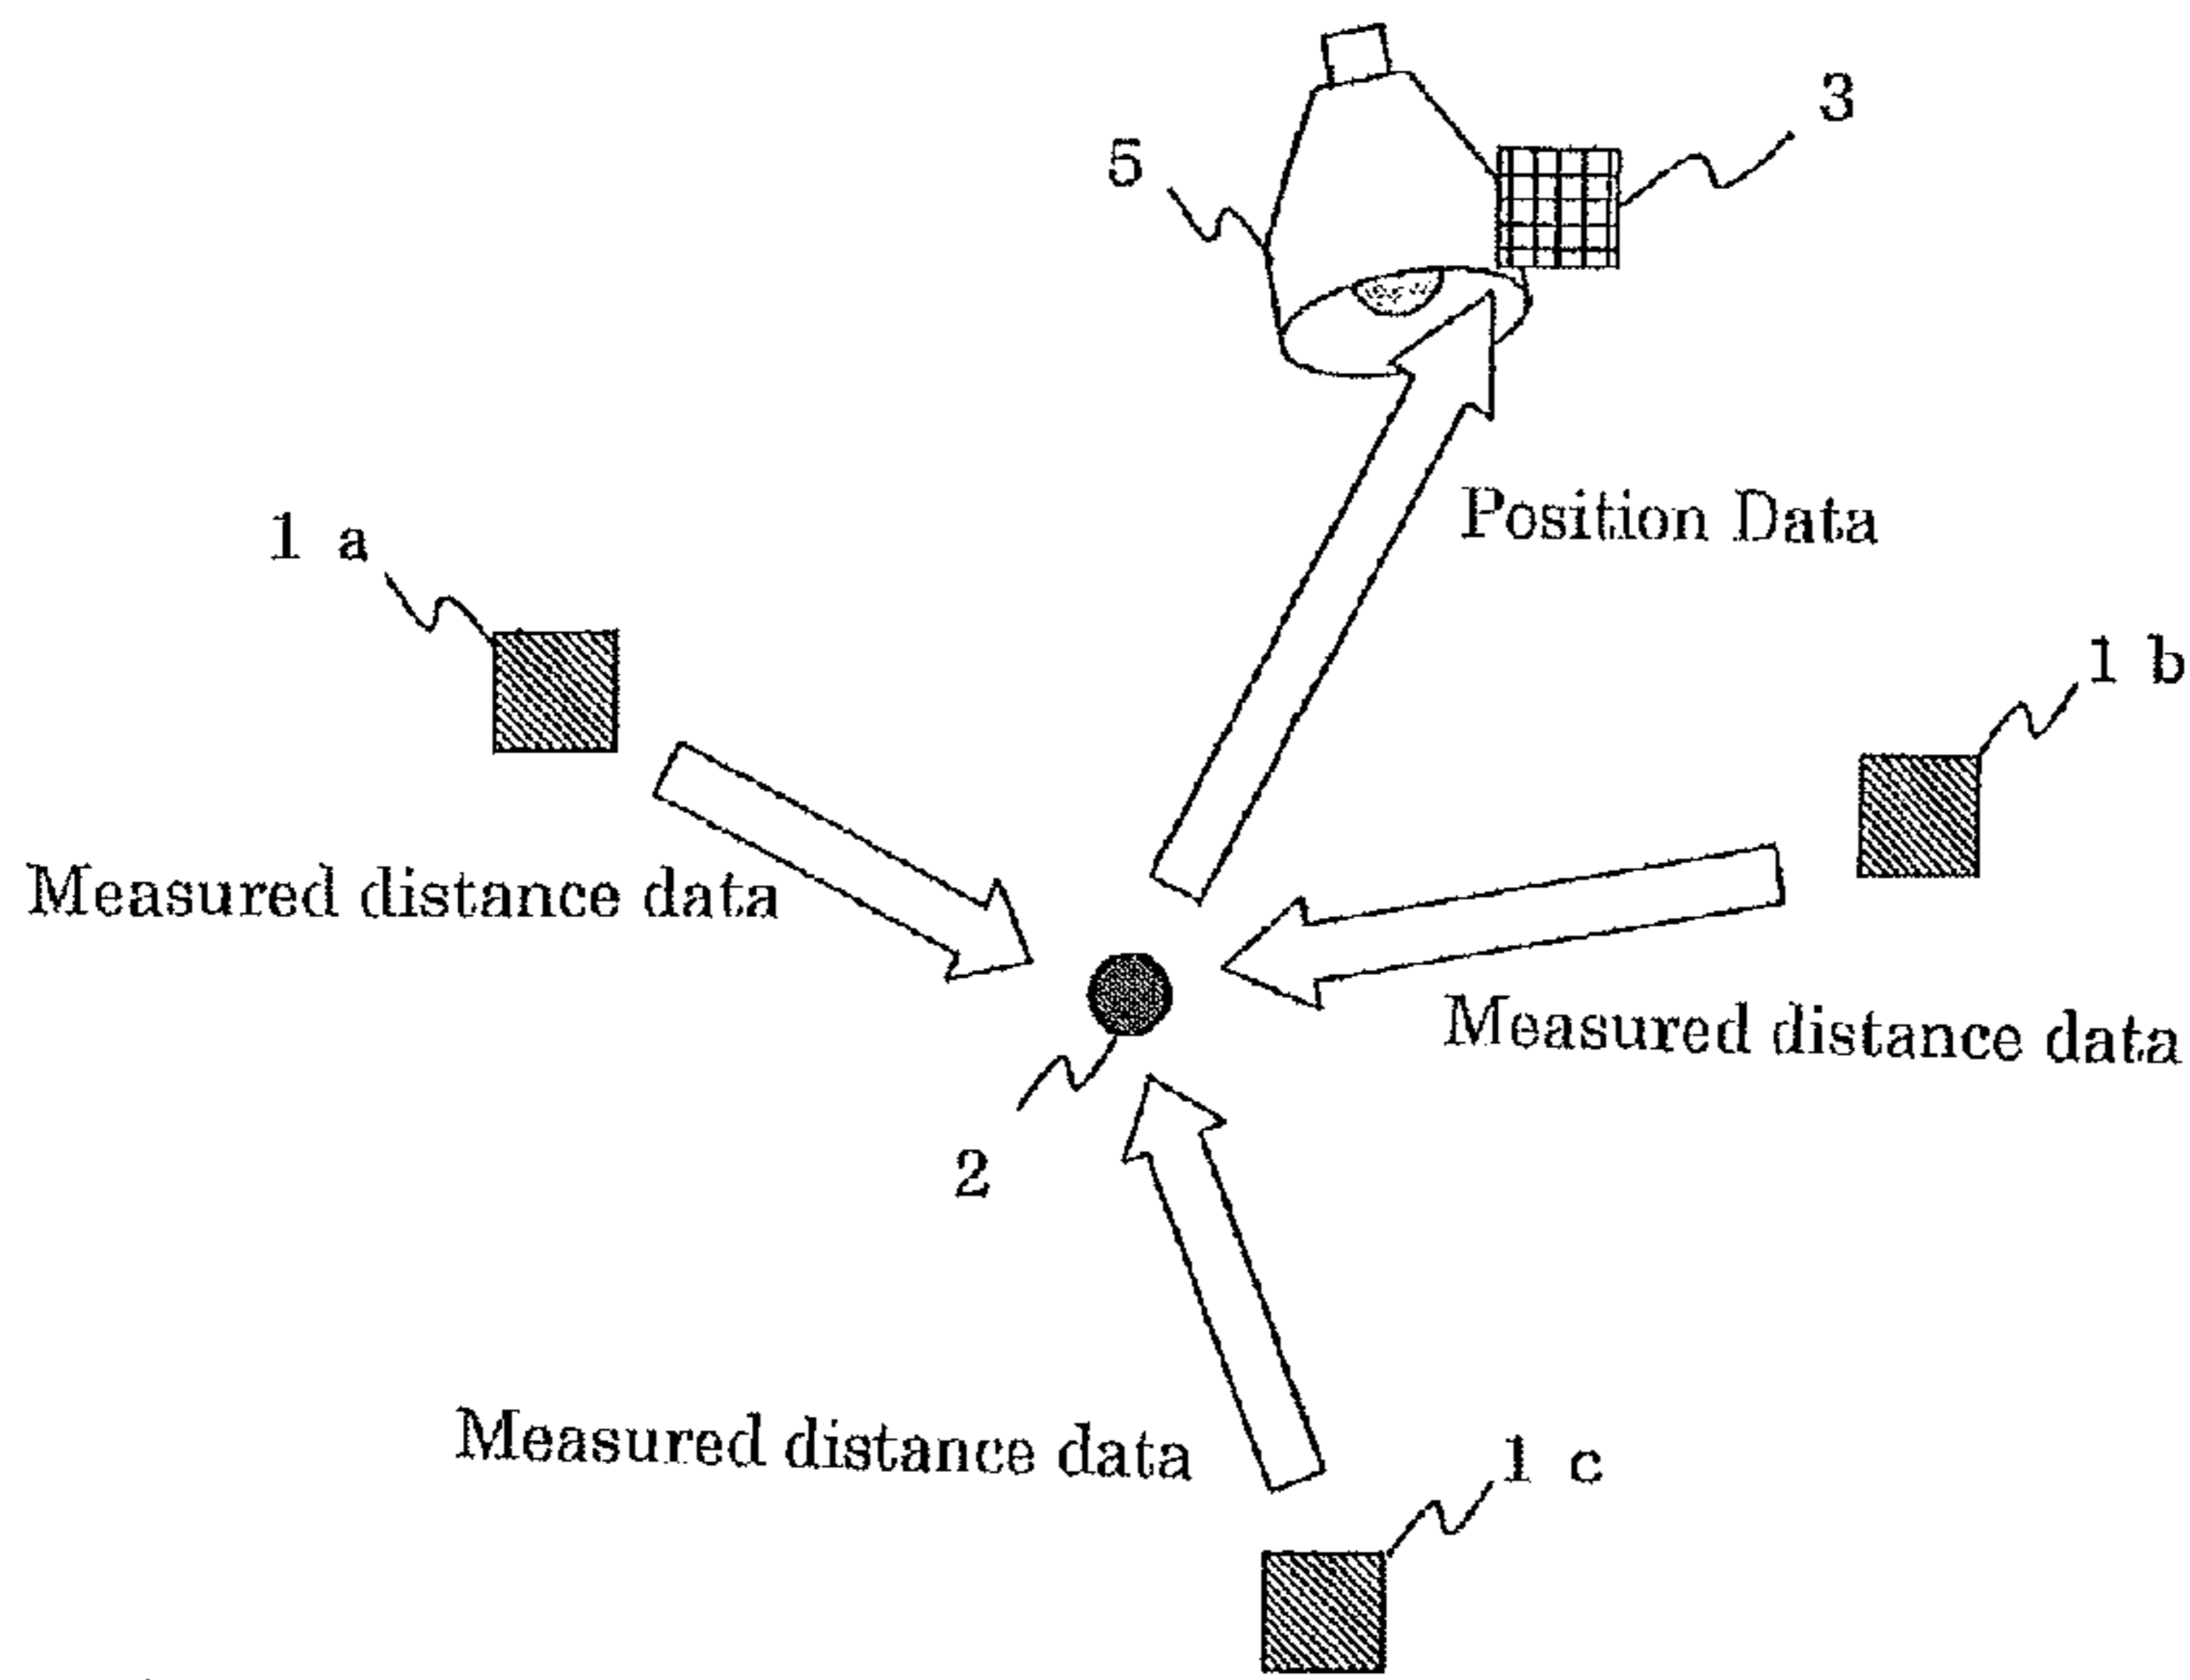 3
5
Position Data
1 a
1 b
Measured distance data
Measured distance data
2
Measured distance data
1 c